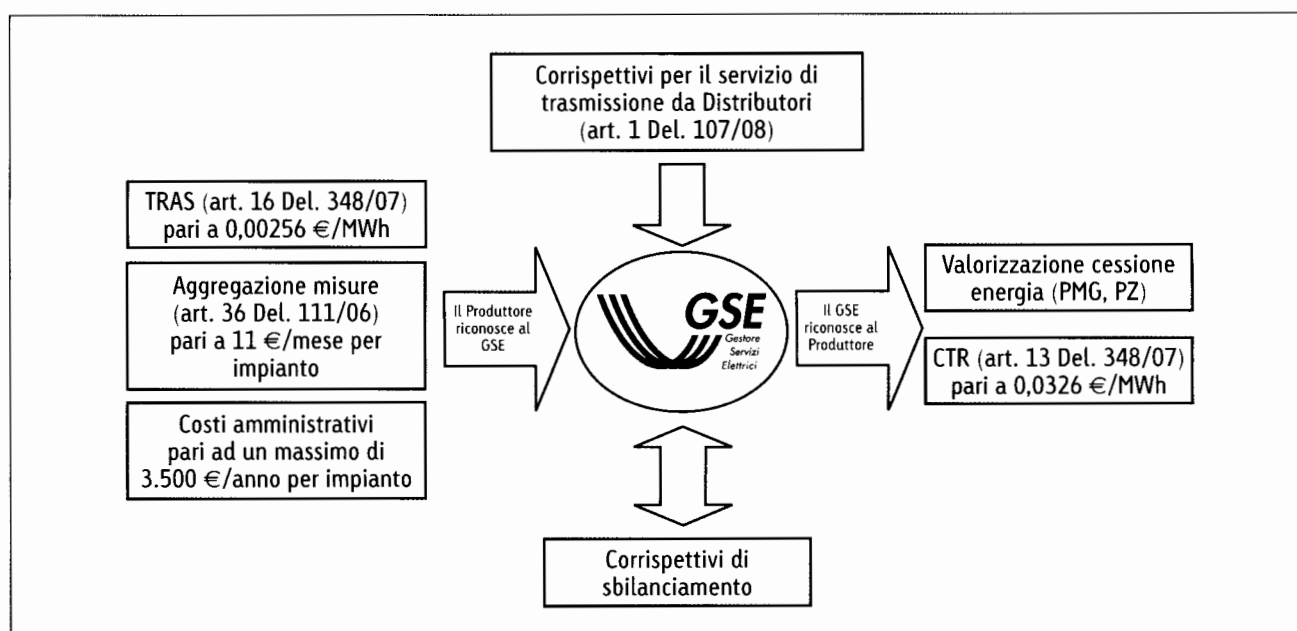 Corrispettivi per il servizio di
trasmissione da Distributori
(art. 1 Del. 107/08)
TRAS (art. 16 Del. 348/07)
pari a 0,00256 €/MWh
Aggregazione misure
(art. 36 Del. 111/06)
pari a 11 €/mese per
impianto
Costi amministrativi
pari ad un massimo di
3.500 €/anno per impianto
Il Produttore
riconosce al
GSE
GSE
Gestore
Servizi
Elettrici
Il GSE
riconosce al
Produttore
Valorizzazione cessione
energia (PMG, PZ)
CTR (art. 13 Del. 348/07)
pari a 0,0326 €/MWh
Corrispettivi di
sbilanciamento